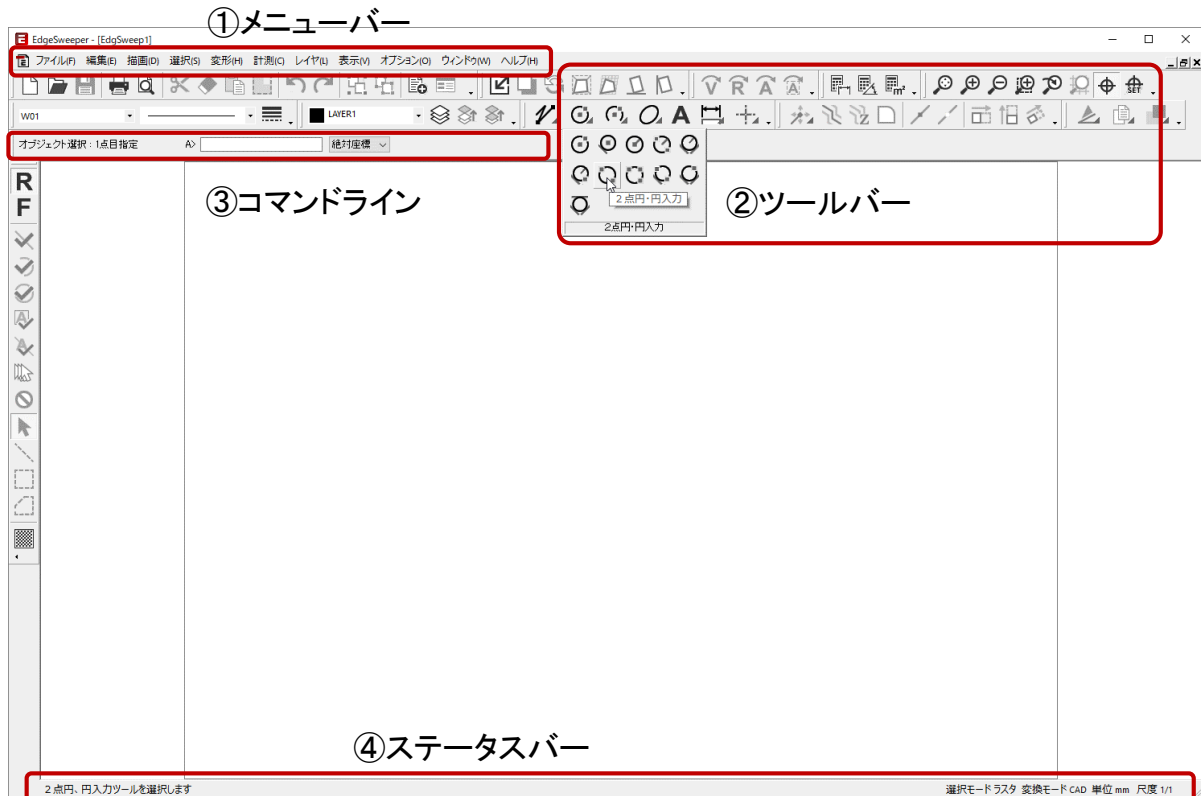 ①メニューバー
EdgeSweeper - [EdgSweep1]
ファイル(F) 編集(E) 描画(D) 選択(S) 変形(H) 計測(C) レイヤ(L) 表示(V) オプション(O) ウィンドウ(W) ヘルプ(H)
W01 LAYER1
オブジェクト選択 : 1点目指定 A> 絶対座標
R
F
③コマンドライン
2点円・円入力
2点円・円入力
②ツールバー
④ステータスバー
2点円、円入力ツールを選択します
選択モード ラスタ 変換モード CAD 単位 mm 尺度 1/1